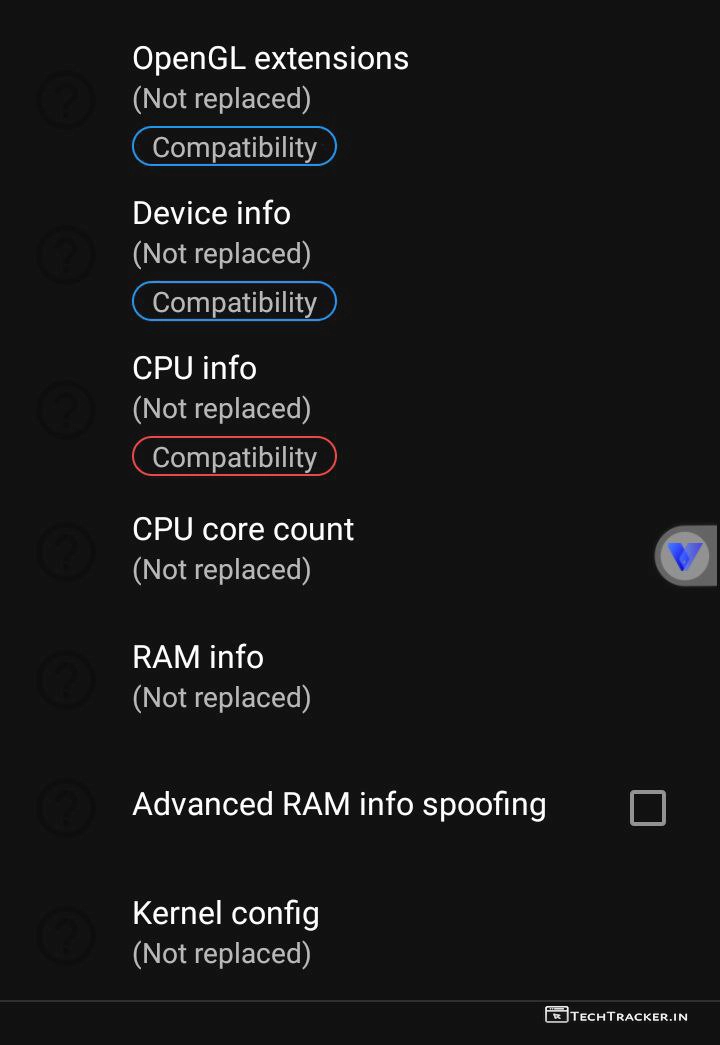 OpenGL extensions
(Not replaced)
Compatibility
Device info
(Not replaced)
Compatibility
CPU info
(Not replaced)
Compatibility
CPU core count
(Not replaced)
RAM info
(Not replaced)
Advanced RAM info spoofing
Kernel config
(Not replaced)
TECHTRACKER.IN